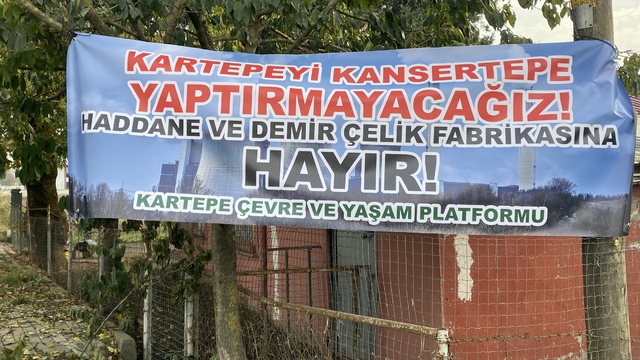 KARTEPEYİ KANSERTEPE
YAPTIRMAYACAĞIZ!
HADDANE VE DEMİR ÇELİK FABRİKASINA
HAYIR!
KARTEPE ÇEVRE VE YAŞAM PLATFORMU